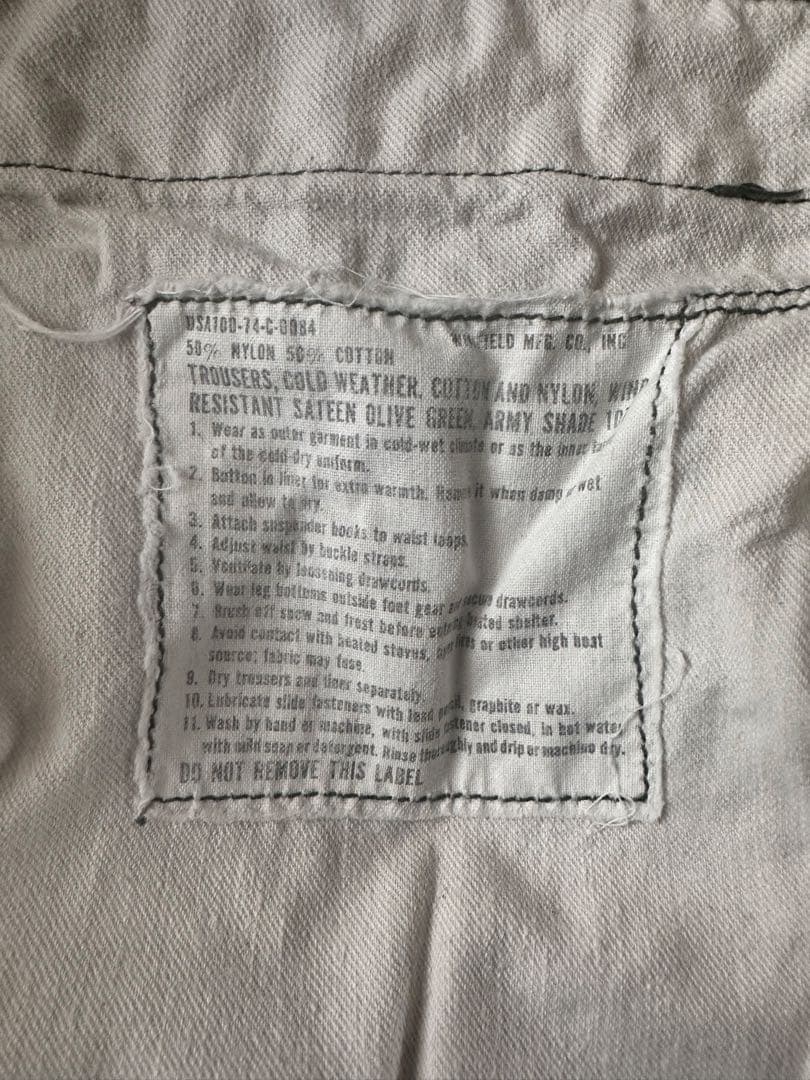 DSA100-74-C-0084
FIELD MFG. CO., INC
50% NYLON 50% COTTON
TROUSERS, COLD WEATHER, COTTON AND NYLON, WIND
RESISTANT SATEEN OLIVE GREEN, ARMY SHADE
1. Wear as outer garment in cold-wet climate or as the inner
of the cold dry uniform.
2. Button in liner for extra warmth. Remove it when damp wet
and allow to dry.
3. Attach suspender hooks to waist loops.
4. Adjust waist by buckle straps.
5. Ventilate by loosening drawcords.
6. Wear leg bottoms outside foot gear drawcords.
7. Brush off snow and frost before heated shelter.
8. Avoid contact with heated stoves, fires or other high heat
source; fabric may fuse.
9. Dry trousers and liner separately.
10. Lubricate slide fasteners with lead pencil, graphite or wax.
11. Wash by hand or machine, with slide fastener closed, in hot water
with mild soap or detergent. Rinse thoroughly and drip or machine dry.
DO NOT REMOVE THIS LABEL